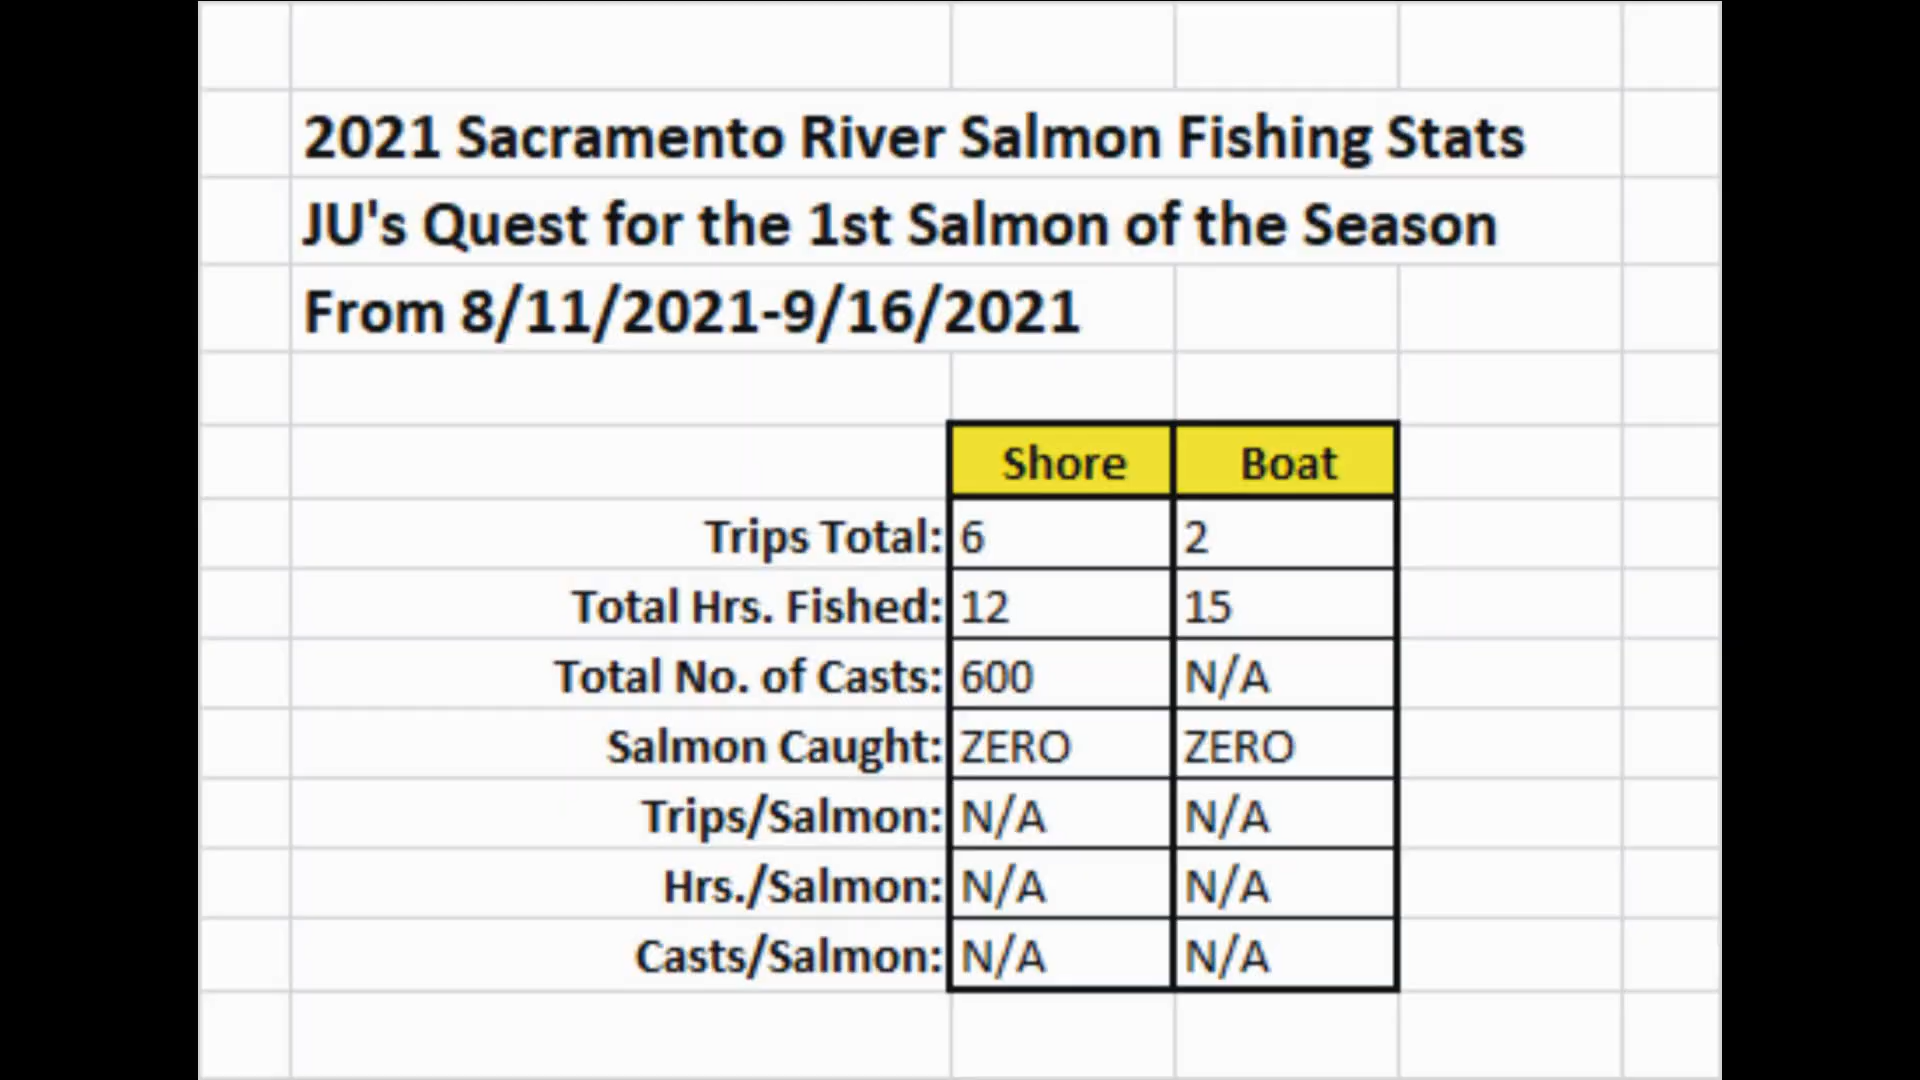 2021 Sacramento River Salmon Fishing Stats
JU's Quest for the 1st Salmon of the Season
From 8/11/2021-9/16/2021
Shore Boat
Trips Total: 6 2
Total Hrs. Fished: 12 15
Total No. of Casts: 600 N/A
Salmon Caught: ZERO ZERO
Trips/Salmon: N/A N/A
Hrs./Salmon: N/A N/A
Casts/Salmon: N/A N/A